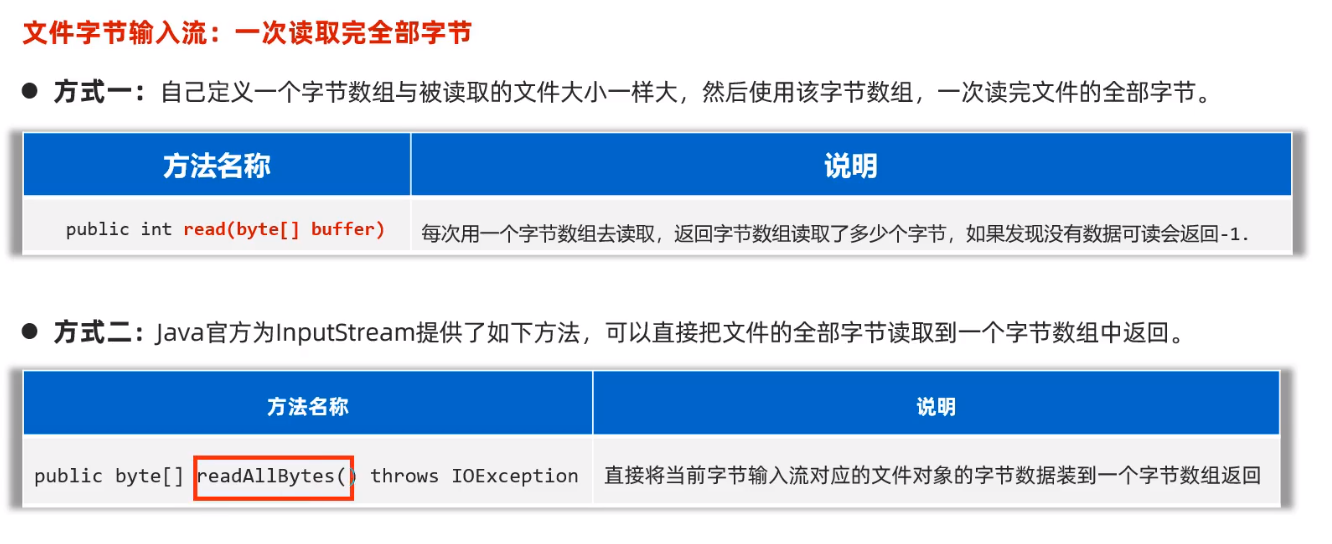 文件字节输入流：一次读取完全部字节
● 方式一：自己定义一个字节数组与被读取的文件大小一样大，然后使用该字节数组，一次读完文件的全部字节。
方法名称 说明
public int read(byte[] buffer) 每次用一个字节数组去读取，返回字节数组读取了多少个字节，如果发现没有数据可读会返回-1.
● 方式二：Java官方为InputStream提供了如下方法，可以直接把文件的全部字节读取到一个字节数组中返回。
方法名称 说明
public byte[] readAllBytes() throws IOException 直接将当前字节输入流对应的文件对象的字节数据装到一个字节数组返回